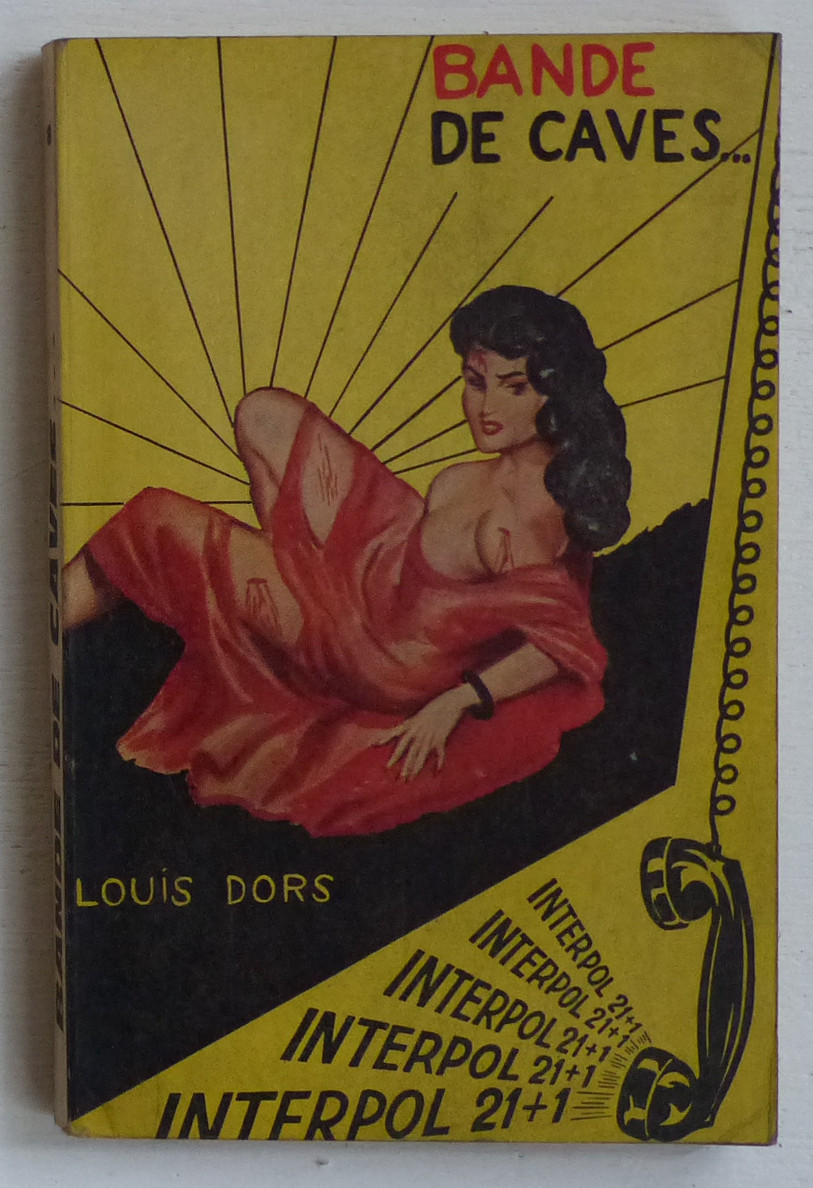 BANDE
DE CAVES...
BANDE DE CAVES...
LOUIS DORS
INTERPOL 21+1
INTERPOL 21+1
INTERPOL 21+1
INTERPOL 21+1
INTERPOL 21+1